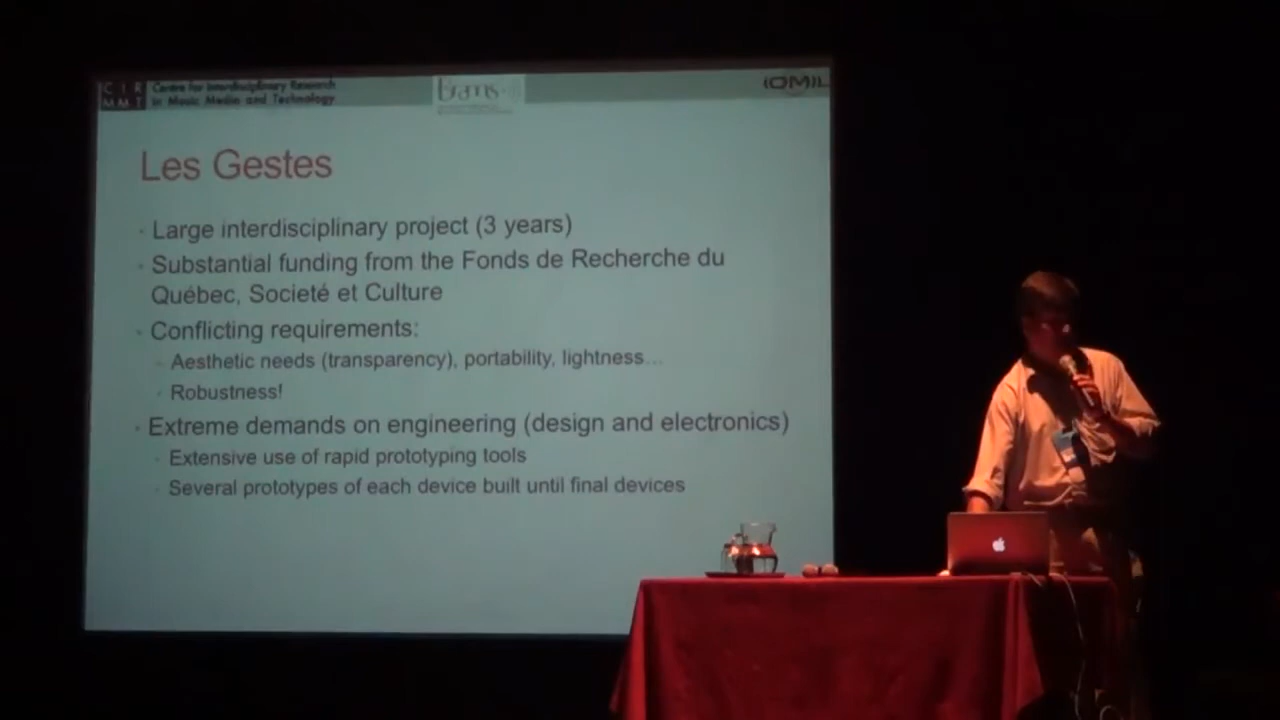 CIR Centre for Interdisciplinary Research
MMT in Music Media and Technology
Brams
IDMIL
Les Gestes
Large interdisciplinary project (3 years)
Substantial funding from the Fonds de Recherche du
Québec, Societé et Culture
Conflicting requirements:
Aesthetic needs (transparency), portability, lightness…
Robustness!
Extreme demands on engineering (design and electronics)
Extensive use of rapid prototyping tools
Several prototypes of each device built until final devices